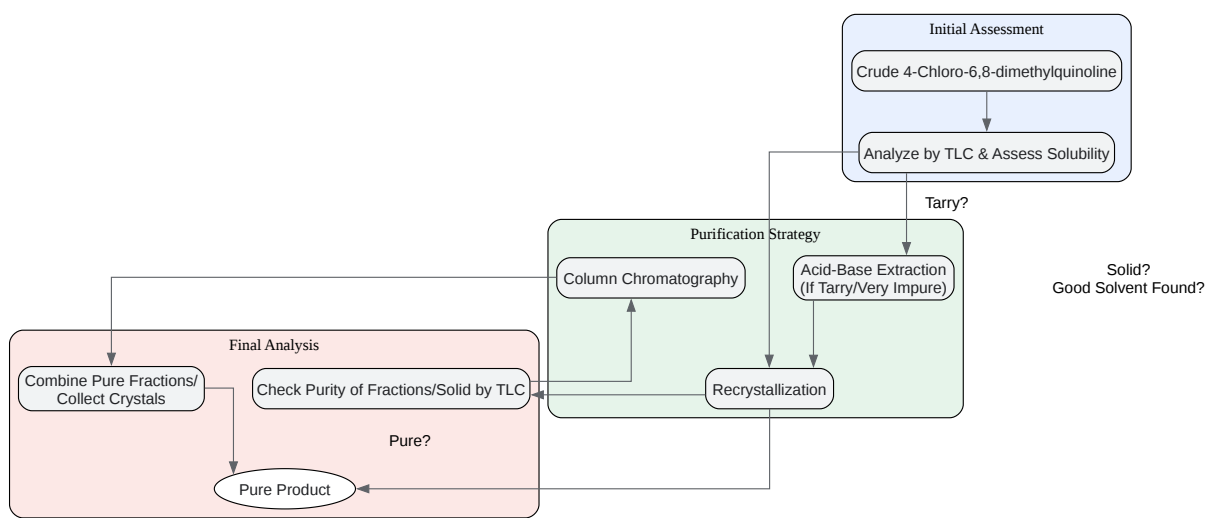 Initial Assessment
Crude 4-Chloro-6,8-dimethylquinoline
Analyze by TLC & Assess Solubility
Tarry?
Purification Strategy
Column Chromatography
Acid-Base Extraction
(If Tarry/Very Impure)
Solid?
Good Solvent Found?
Final Analysis
Combine Pure Fractions/
Collect Crystals
Check Purity of Fractions/Solid by TLC
Recrystallization
Pure?
Pure Product